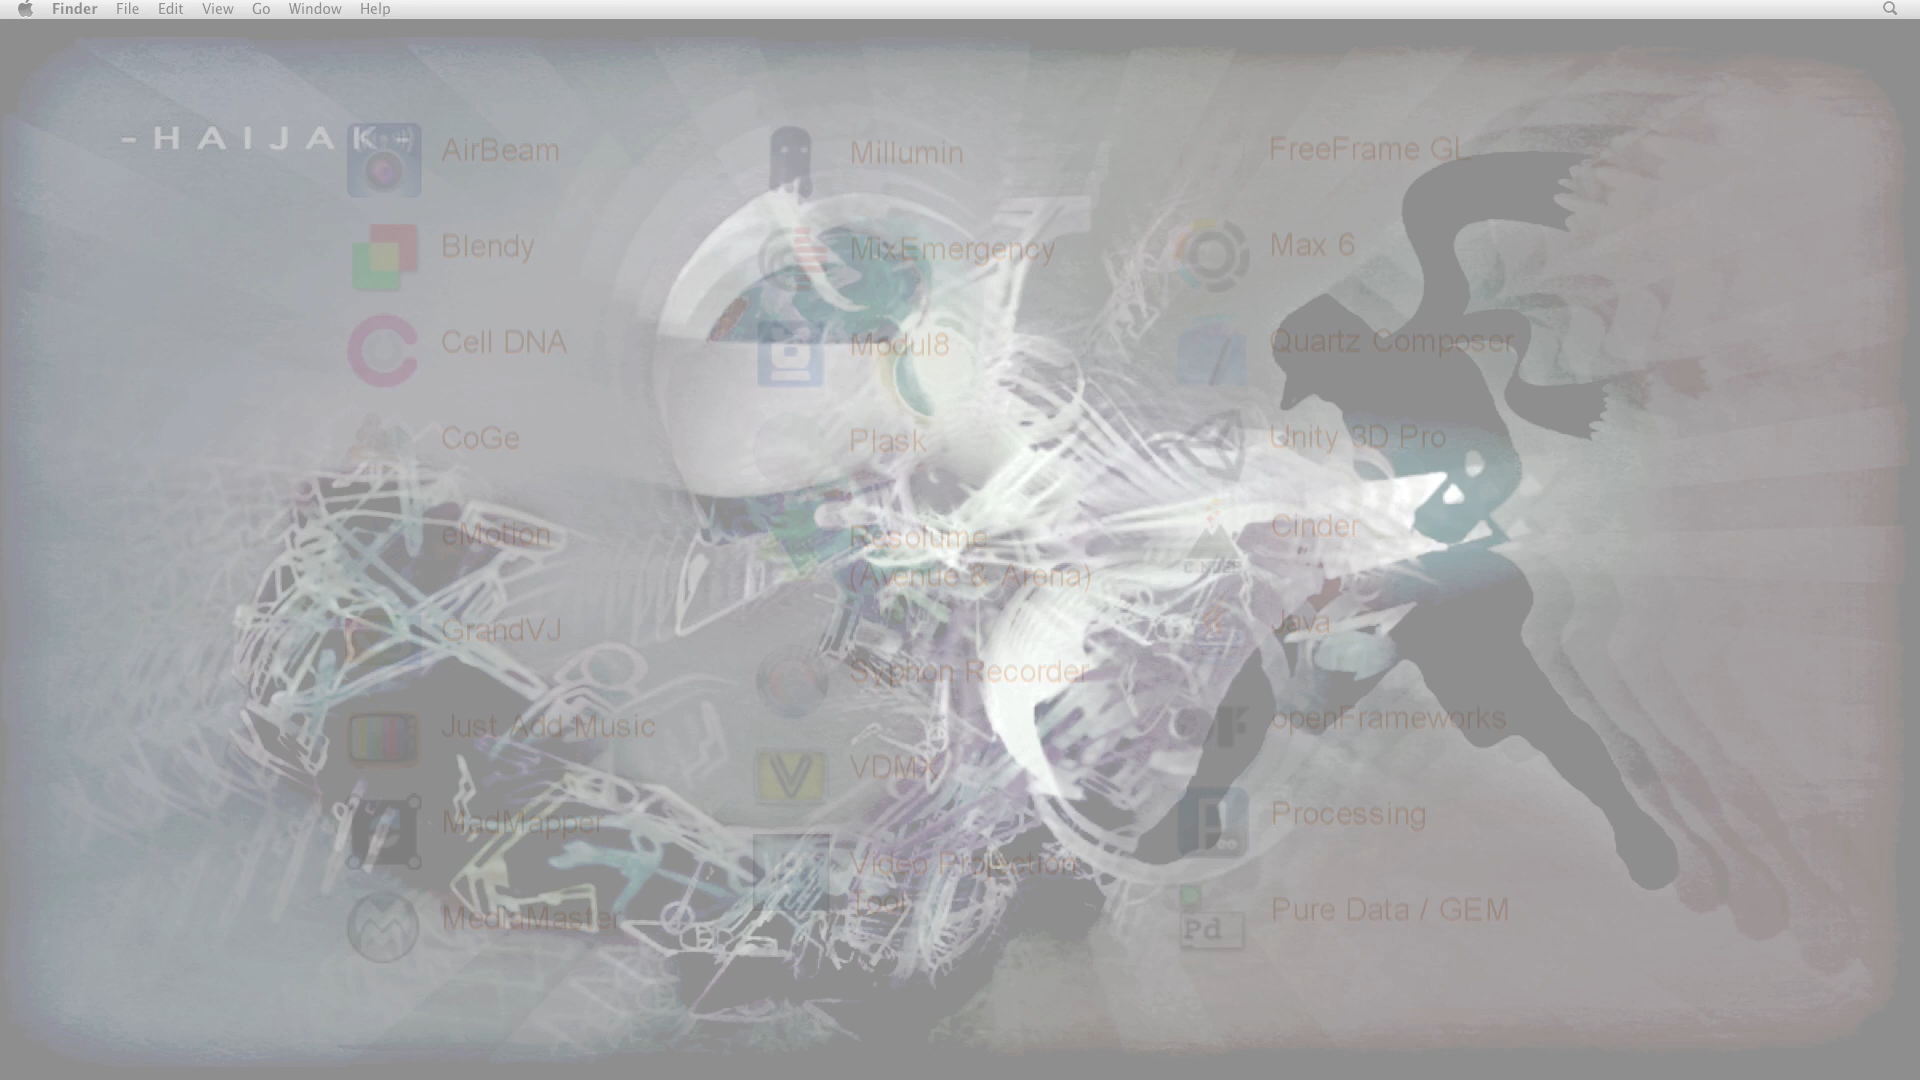 Finder File Edit View Go Window Help
- H A I J A K -
AirBeam
Blendy
Cell DNA
CoGe
eMotion
GrandVJ
Just Add Music
MadMapper
MediaMaster
Millumin
MixEmergency
Modul8
Plask
Resolume
(Avenue & Arena)
Syphon Recorder
VDMX
Video Projection
Tool
FreeFrame GL
Max 6
Quartz Composer
Unity 3D Pro
Cinder
CINDER
Java
openFrameworks
Processing
Pure Data / GEM
Pd